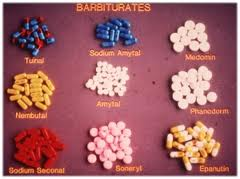 BARBITURATES
Tuinal
Sodium Amytal
Medomin
Nembutal
Amytal
Phanodorm
Sodium Seconal
Soneryl
Epanutin